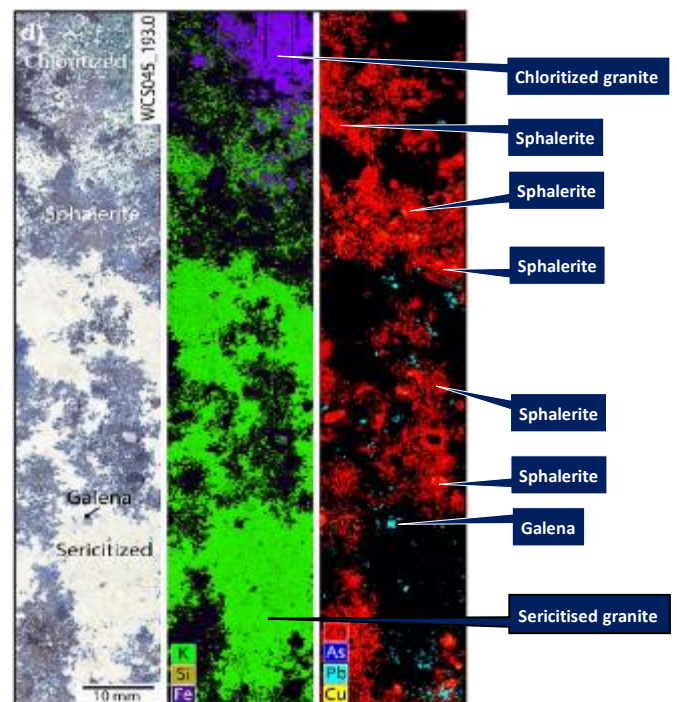 d)
Chloritized
WCS045_193.0
Chloritized granite
Sphalerite
Sphalerite
Sphalerite
Sphalerite
Sphalerite
Sphalerite
Galena
Galena
Sericitized
Sericitised granite
10 mm
K
Si
Fe
Zn
As
Pb
Cu